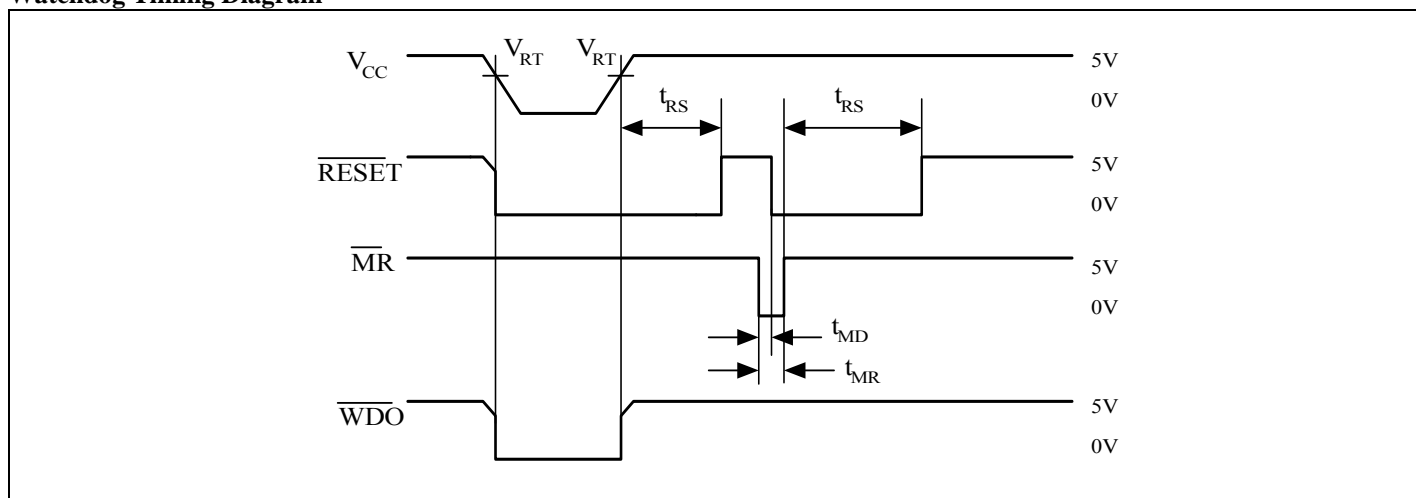 Watchdog Timing Diagram
VCC
VRT
VRT
5V
0V
tRS
tRS
RESET
5V
0V
MR
5V
0V
tMD
tMR
WDO
5V
0V